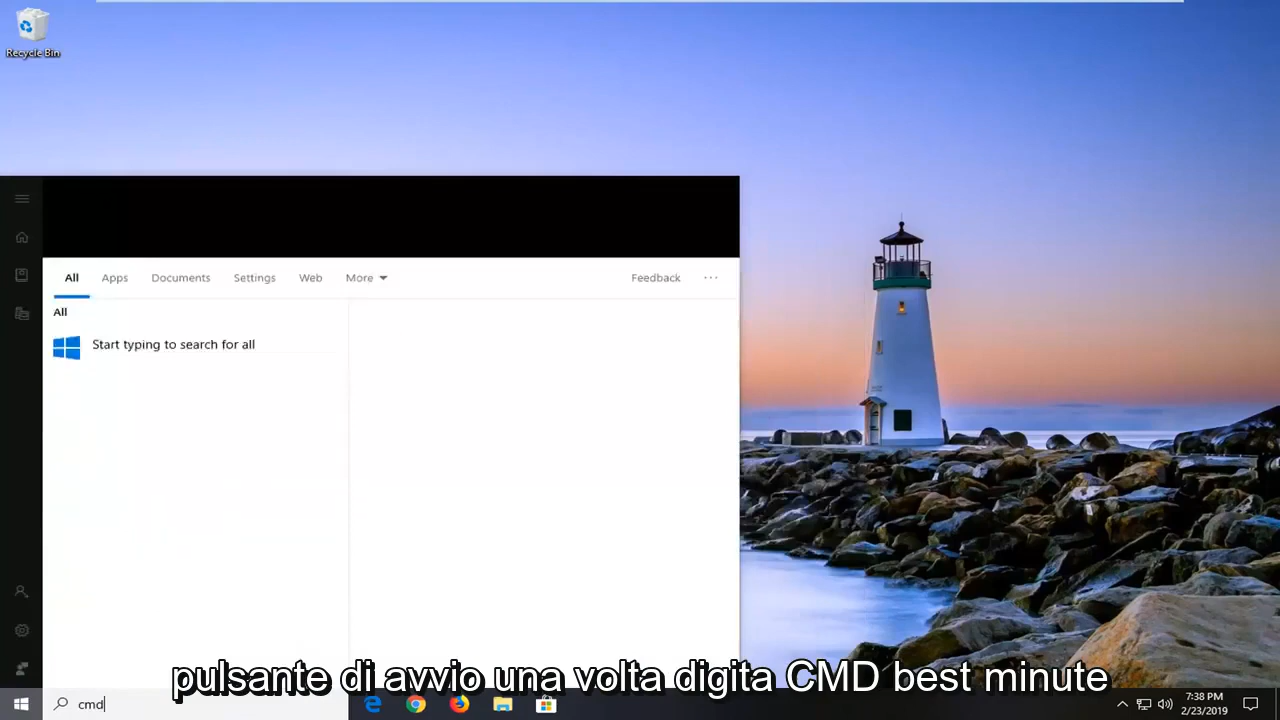 Recycle Bin
All Apps Documents Settings Web More Feedback ···
All
Start typing to search for all
pulsante di avvio una volta digita CMD best minute
cmd
7:38 PM
2/23/2019